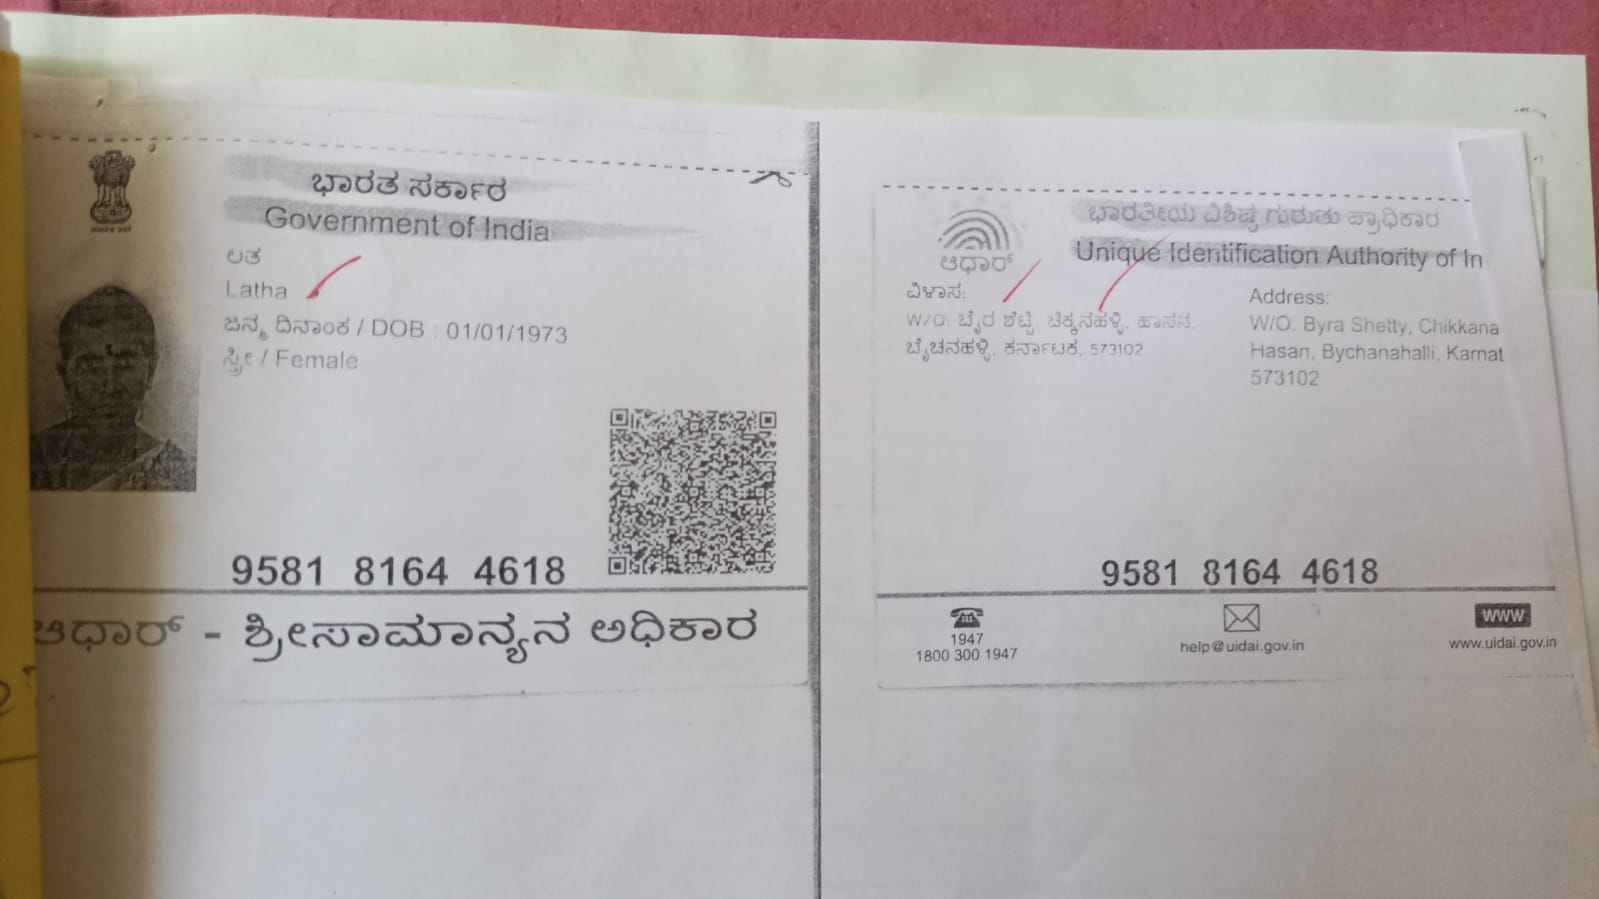 ಭಾರತ ಸರ್ಕಾರ
Government of India
ಲತ
Latha
ಜನ್ಮ ದಿನಾಂಕ / DOB : 01/01/1973
ಸ್ತ್ರೀ / Female
9581 8164 4618
ಆಧಾರ್ - ಶ್ರೀಸಾಮಾನ್ಯನ ಅಧಿಕಾರ
ಭಾರತೀಯ ವಿಶಿಷ್ಟ ಗುರುತು ಪ್ರಾಧಿಕಾರ
Unique Identification Authority of In
ಆಧಾರ್
ವಿಳಾಸ:
W/O: ಬೈರ ಶೆಟ್ಟಿ, ಚಿಕ್ಕನಹಳ್ಳಿ, ಹಾಸನ,
ಬೈಚನಹಳ್ಳಿ, ಕರ್ನಾಟಕ, 573102
Address:
W/O: Byra Shetty, Chikkana
Hasan, Bychanahalli, Karnat
573102
9581 8164 4618
1947
1800 300 1947
help@uidai.gov.in
WWW
www.uidai.gov.in